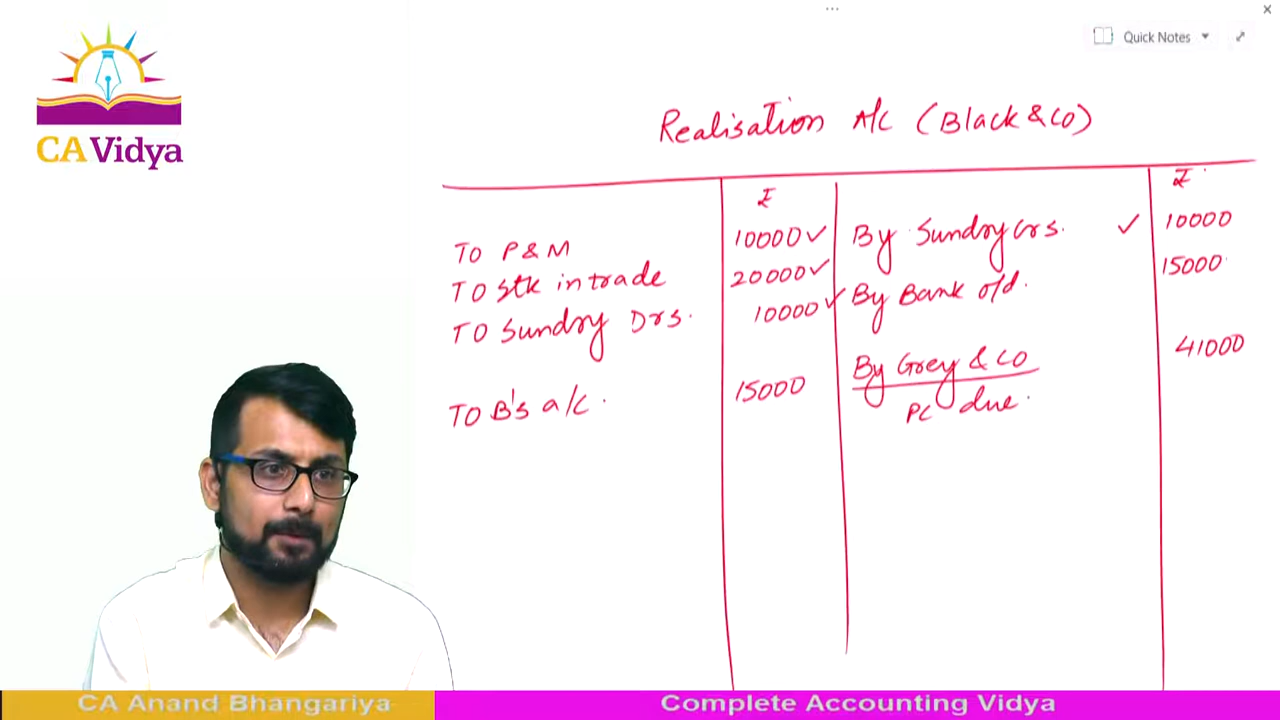 ...
Quick Notes
CA Vidya
Realisation A/c (Black & Co)
₹ ₹
To P & M 10000 ✓ By Sundry Crs. ✓ 10000
To Stk in trade 20000 ✓ By Bank o/d. 15000
To Sundry Drs. 10000 ✓
To B's a/c. 15000 By Grey & Co 41000
PC due.
CA Anand Bhangariya Complete Accounting Vidya